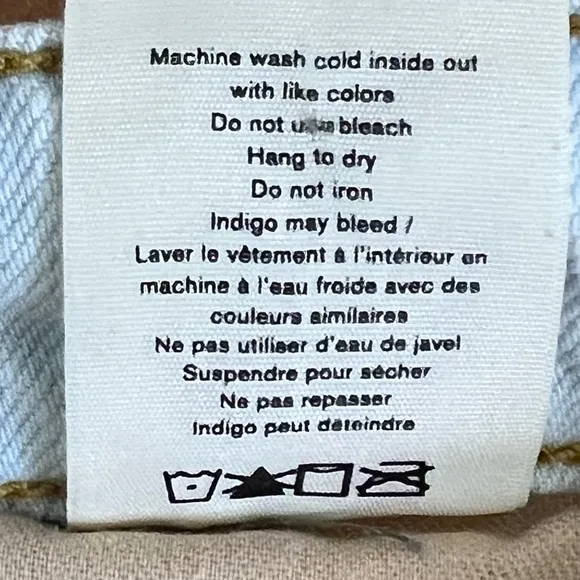 Machine wash cold inside out
with like colors
Do not use bleach
Hang to dry
Do not iron
Indigo may bleed /
Laver le vêtement à l'intérieur en
machine à l'eau froide avec des
couleurs similaires
Ne pas utiliser d'eau de javel
Suspendre pour sécher
Ne pas repasser
Indigo peut déteindre